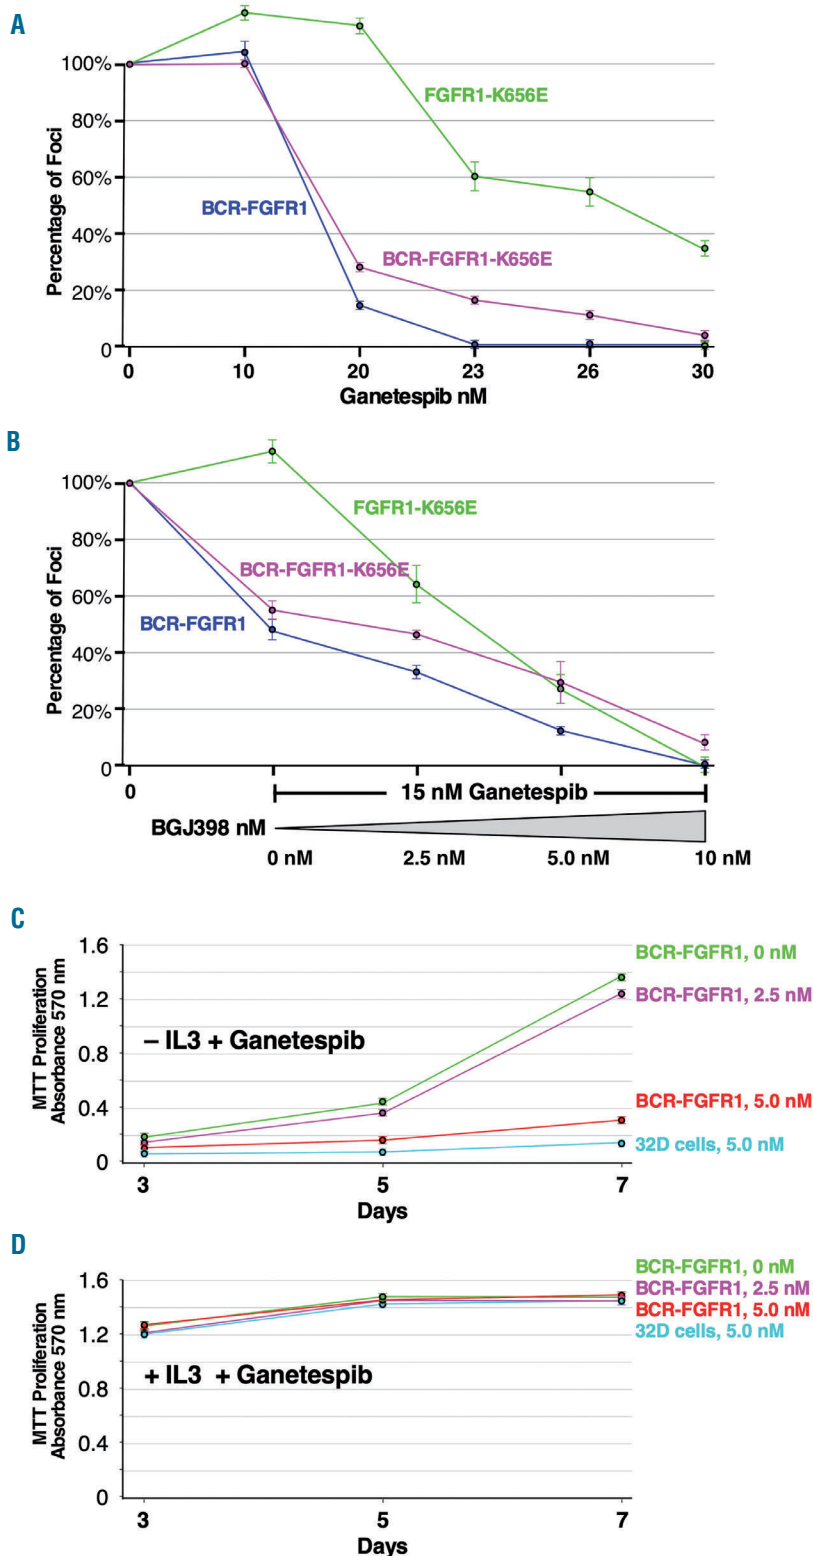 A
100%
80%
60%
40%
20%
0
Percentage of Foci
FGFR1-K656E
BCR-FGFR1
BCR-FGFR1-K656E
0 10 20 23 26 30
Ganetespib nM
B
100%
80%
60%
40%
20%
0
Percentage of Foci
FGFR1-K656E
BCR-FGFR1-K656E
BCR-FGFR1
0 15 nM Ganetespib
BGJ398 nM
0 nM 2.5 nM 5.0 nM 10 nM
C
1.6
1.2
0.8
0.4
0
MTT Proliferation
Absorbance 570 nm
– IL3 + Ganetespib
BCR-FGFR1, 0 nM
BCR-FGFR1, 2.5 nM
BCR-FGFR1, 5.0 nM
32D cells, 5.0 nM
3 5 7
Days
D
1.6
1.2
0.8
0.4
0
MTT Proliferation
Absorbance 570 nm
BCR-FGFR1, 0 nM
BCR-FGFR1, 2.5 nM
BCR-FGFR1, 5.0 nM
32D cells, 5.0 nM
+ IL3 + Ganetespib
3 5 7
Days